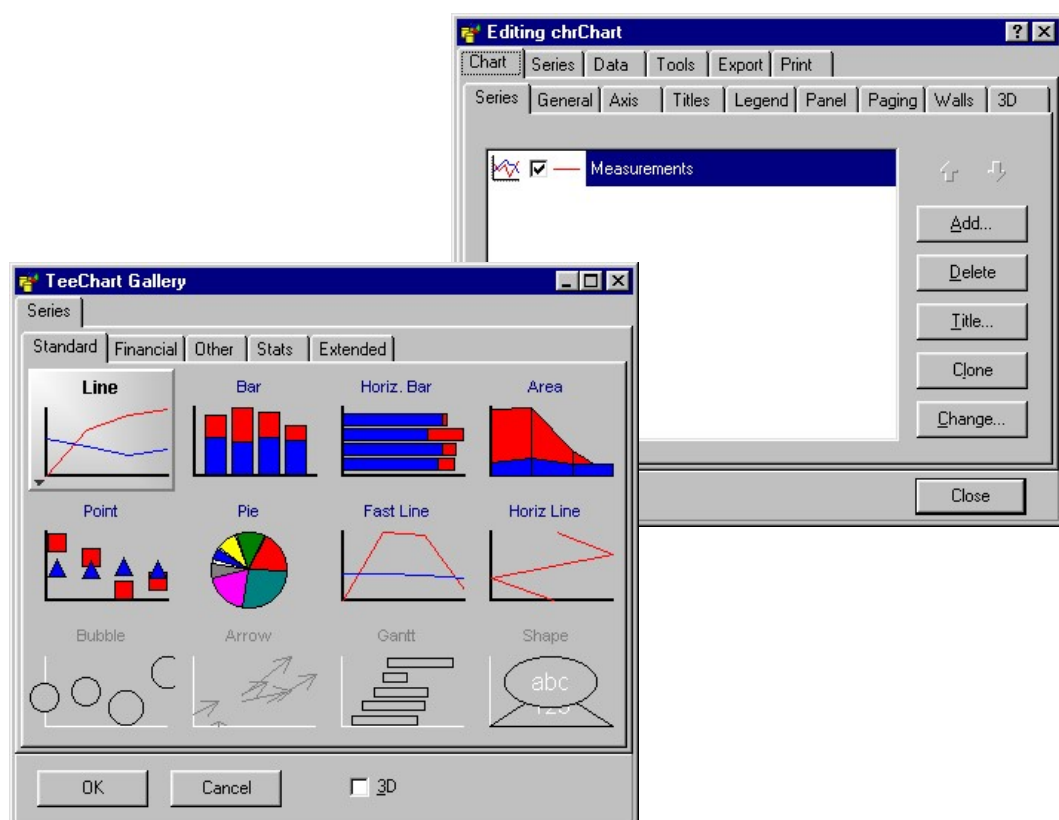 Editing chrChart
Chart Series Data Tools Export Print
Series General Axis Titles Legend Panel Paging Walls 3D
Measurements
Add...
Delete
Title...
Clone
Change...
Close
TeeChart Gallery
Series
Standard Financial Other Stats Extended
Line Bar Horiz. Bar Area
Point Pie Fast Line Horiz Line
Bubble Arrow Gantt Shape
abc
123
OK Cancel 3D